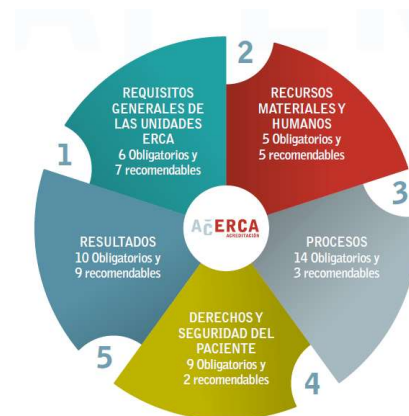 1
REQUISITOS
GENERALES DE
LAS UNIDADES
ERCA
6 Obligatorios y
7 recomendables
2
RECURSOS
MATERIALES Y
HUMANOS
5 Obligatorios y
5 recomendables
3
PROCESOS
14 Obligatorios y
3 recomendables
4
DERECHOS Y
SEGURIDAD DEL
PACIENTE
9 Obligatorios y
2 recomendables
5
RESULTADOS
10 Obligatorios y
9 recomendables
ACERCA
ACREDITACIÓN